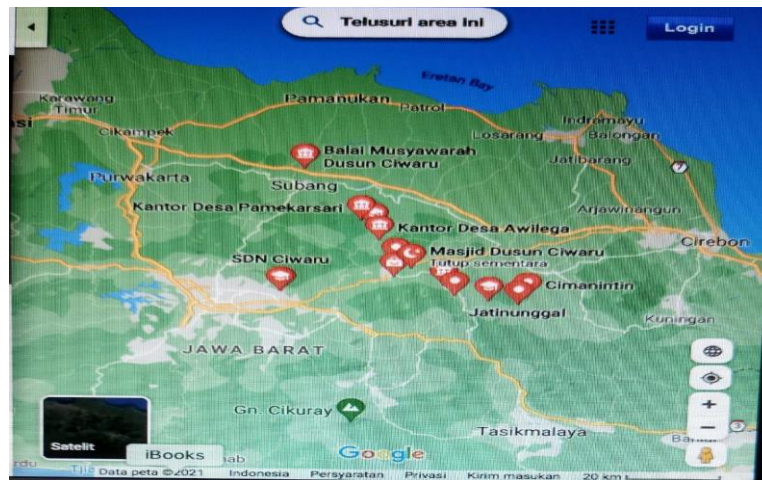 Telusuri area ini
Login
Eretan Bay
Karawang
Timur
Pamanukan
Patrol
Indramayu
Cikampek
Losarang
Balongan
Balai Musyawarah
Dusun Ciwaru
Jatibarang
7
Purwakarta
Subang
Kantor Desa Pamekarsari
Arjawinangun
Kantor Desa Awilega
Cirebon
SDN Ciwaru
Masjid Dusun Ciwaru
Tutup sementara
Cimanintin
Jatinunggal
Kuningan
JAWA BARAT
Gn. Cikuray
Tasikmalaya
3
Satelit
iBooks
Google
Data peta ©2021
Indonesia
Persyaratan
Privasi
Kirim masukan
20 km